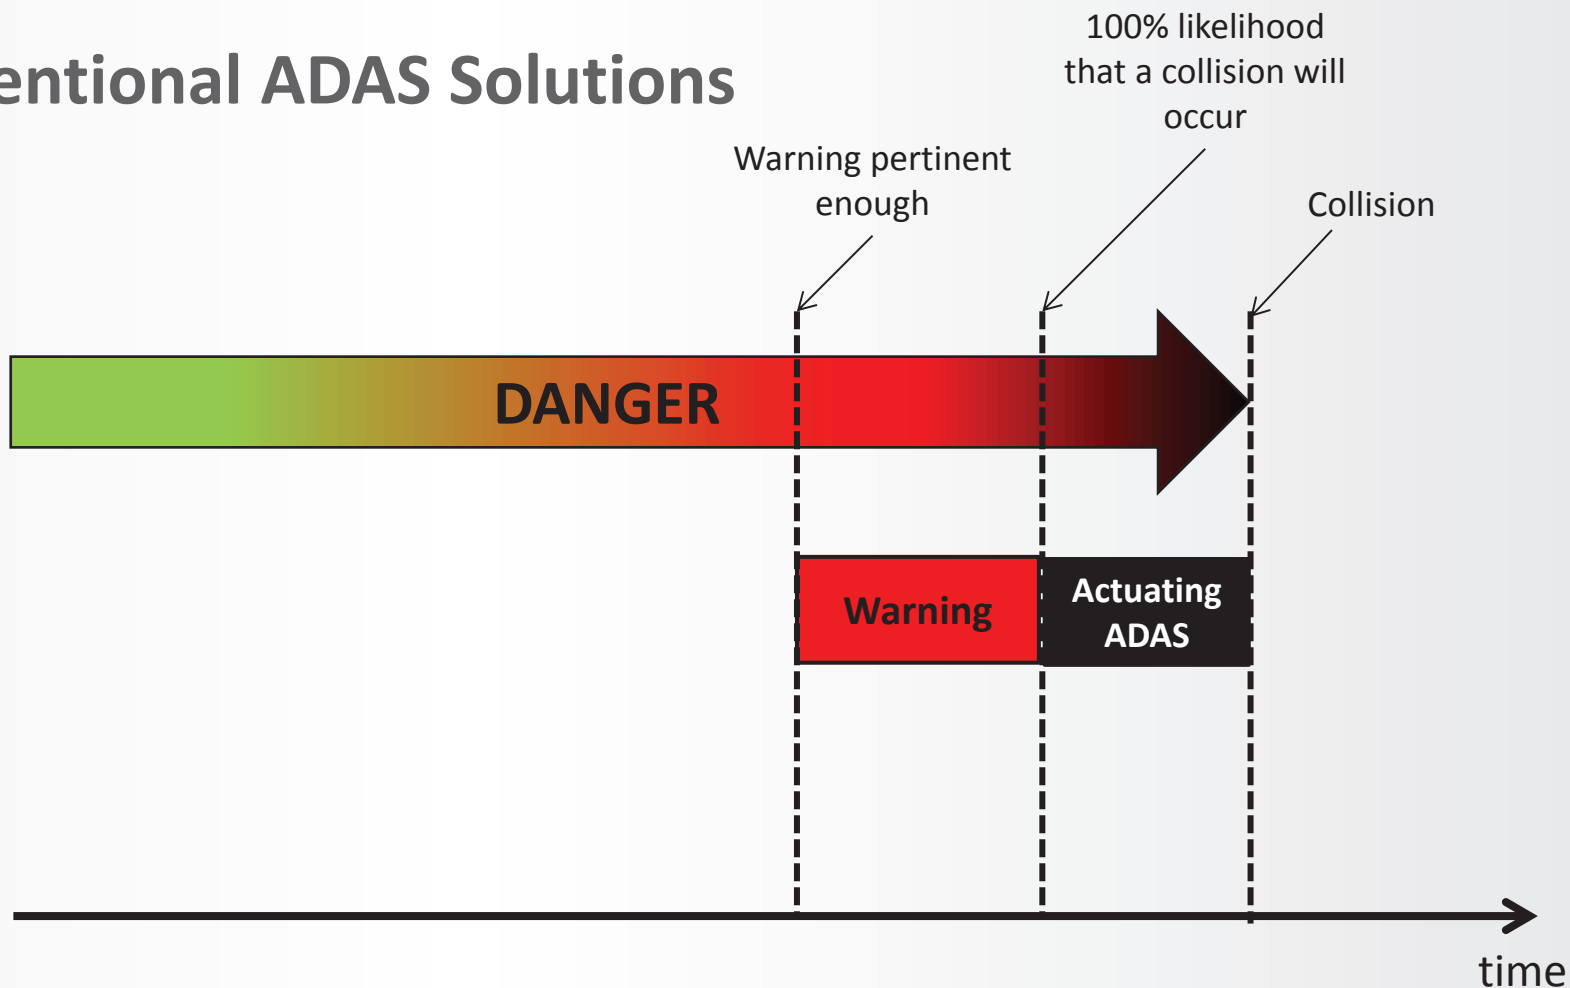 entional ADAS Solutions
100% likelihood
that a collision will
occur
Warning pertinent
enough
Collision
DANGER
Warning
Actuating
ADAS
time